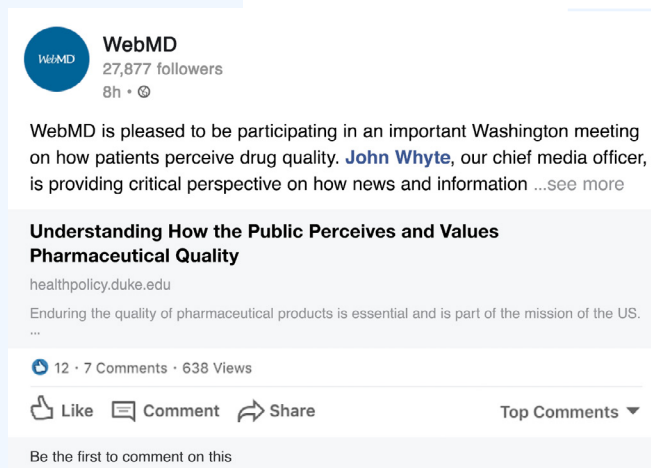 WebMD
WebMD
27,877 followers
8h •
WebMD is pleased to be participating in an important Washington meeting
on how patients perceive drug quality. John Whyte, our chief media officer,
is providing critical perspective on how news and information ...see more
Understanding How the Public Perceives and Values
Pharmaceutical Quality
healthpolicy.duke.edu
Enduring the quality of pharmaceutical products is essential and is part of the mission of the US.
...
12 · 7 Comments · 638 Views
Like Comment Share Top Comments
Be the first to comment on this